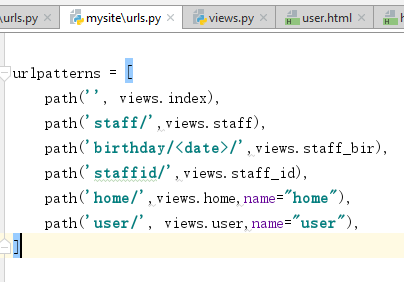 \urls.py × mysite\urls.py × views.py × user.html ×
urlpatterns = [
path('', views.index),
path('staff/',views.staff),
path('birthday/<date>/',views.staff_bir),
path('staffid/',views.staff_id),
path('home/',views.home,name="home"),
path('user/', views.user,name="user"),
]